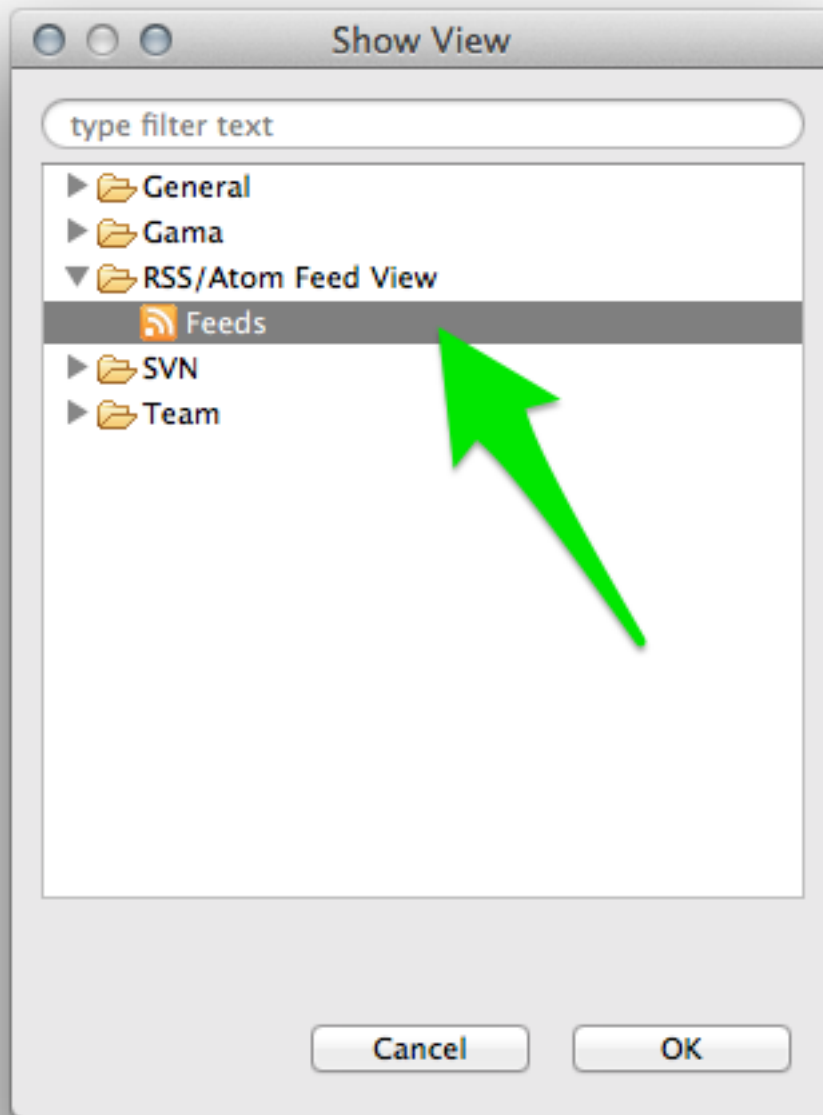 Show View
type filter text
General
Gama
RSS/Atom Feed View
Feeds
SVN
Team
Cancel OK